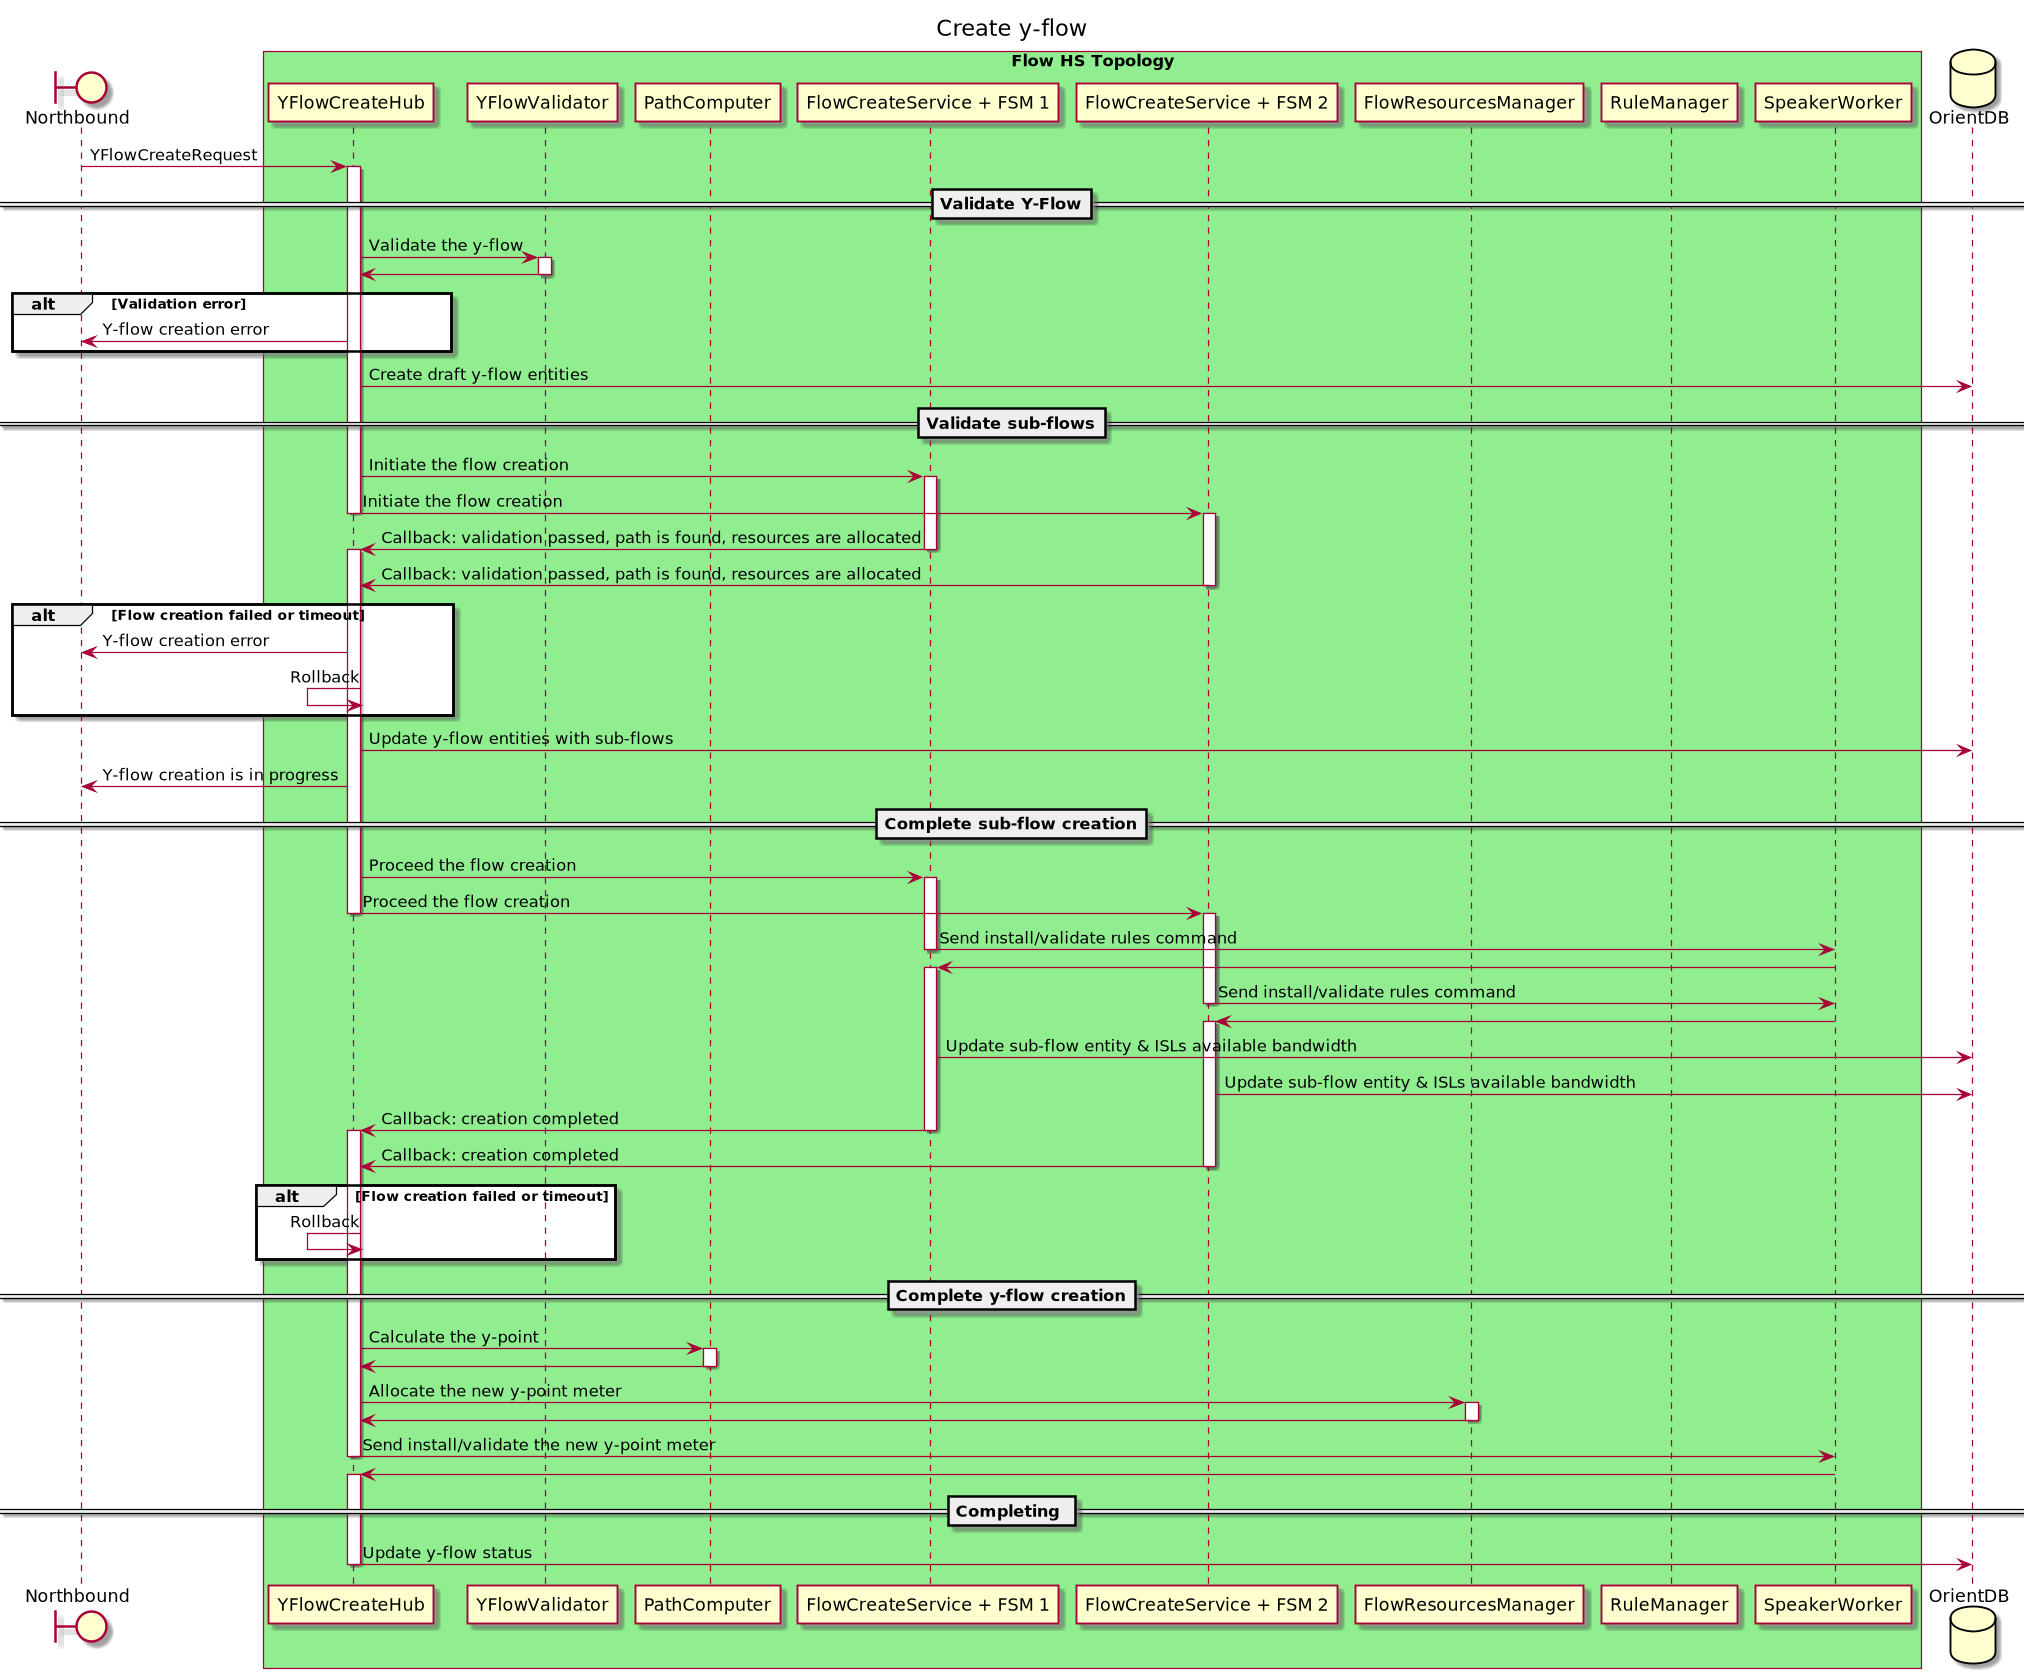 Create y-flow
Flow HS Topology
Northbound
YFlowCreateHub
YFlowValidator
PathComputer
FlowCreateService + FSM 1
FlowCreateService + FSM 2
FlowResourcesManager
RuleManager
SpeakerWorker
OrientDB
YFlowCreateRequest
Validate Y-Flow
Validate the y-flow
alt [Validation error]
Y-flow creation error
Create draft y-flow entities
Validate sub-flows
Initiate the flow creation
Initiate the flow creation
Callback: validation passed, path is found, resources are allocated
Callback: validation passed, path is found, resources are allocated
alt [Flow creation failed or timeout]
Y-flow creation error
Rollback
Update y-flow entities with sub-flows
Y-flow creation is in progress
Complete sub-flow creation
Proceed the flow creation
Proceed the flow creation
Send install/validate rules command
Send install/validate rules command
Update sub-flow entity & ISLs available bandwidth
Update sub-flow entity & ISLs available bandwidth
Callback: creation completed
Callback: creation completed
alt [Flow creation failed or timeout]
Rollback
Complete y-flow creation
Calculate the y-point
Allocate the new y-point meter
Send install/validate the new y-point meter
Completing
Update y-flow status
Northbound
YFlowCreateHub
YFlowValidator
PathComputer
FlowCreateService + FSM 1
FlowCreateService + FSM 2
FlowResourcesManager
RuleManager
SpeakerWorker
OrientDB